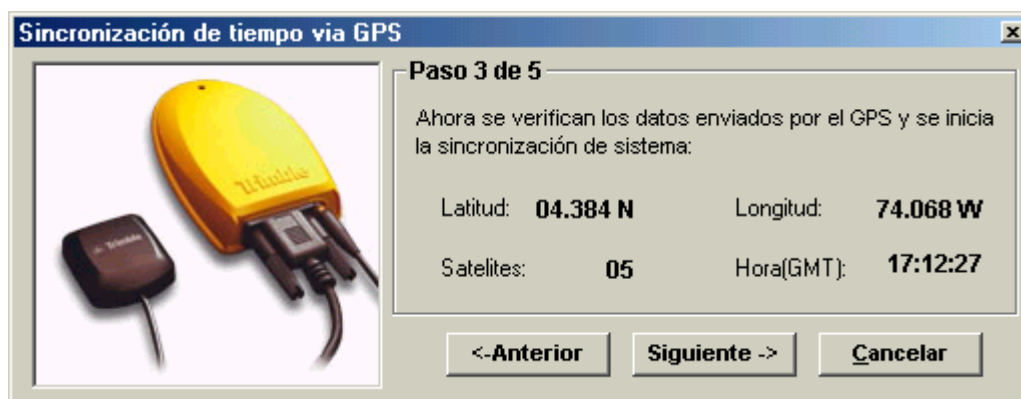 Sincronización de tiempo via GPS
Trimble
Trimble
Paso 3 de 5
Ahora se verifican los datos enviados por el GPS y se inicia
la sincronización de sistema:
Latitud: 04.384 N Longitud: 74.068 W
Satelites: 05 Hora(GMT): 17:12:27
<-Anterior Siguiente -> Cancelar